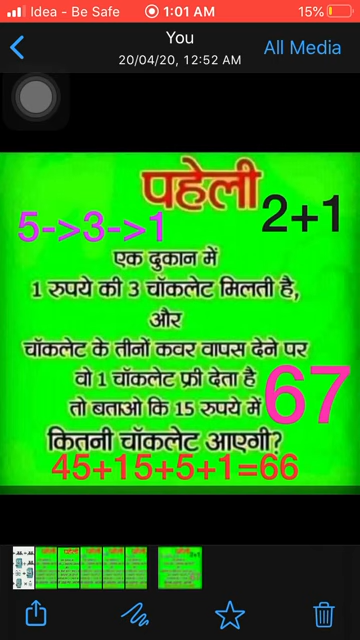 Idea - Be Safe 1:01 AM 15%
You
20/04/20, 12:52 AM
All Media
पहेली
5->3->1
2+1
एक दुकान में
1 रुपये की 3 चॉकलेट मिलती है,
और
चॉकलेट के तीनों कवर वापस देने पर
वो 1 चॉकलेट फ्री देता है
67
तो बताओ कि 15 रुपये में
कितनी चॉकलेट आएगी?
45+15+5+1=66